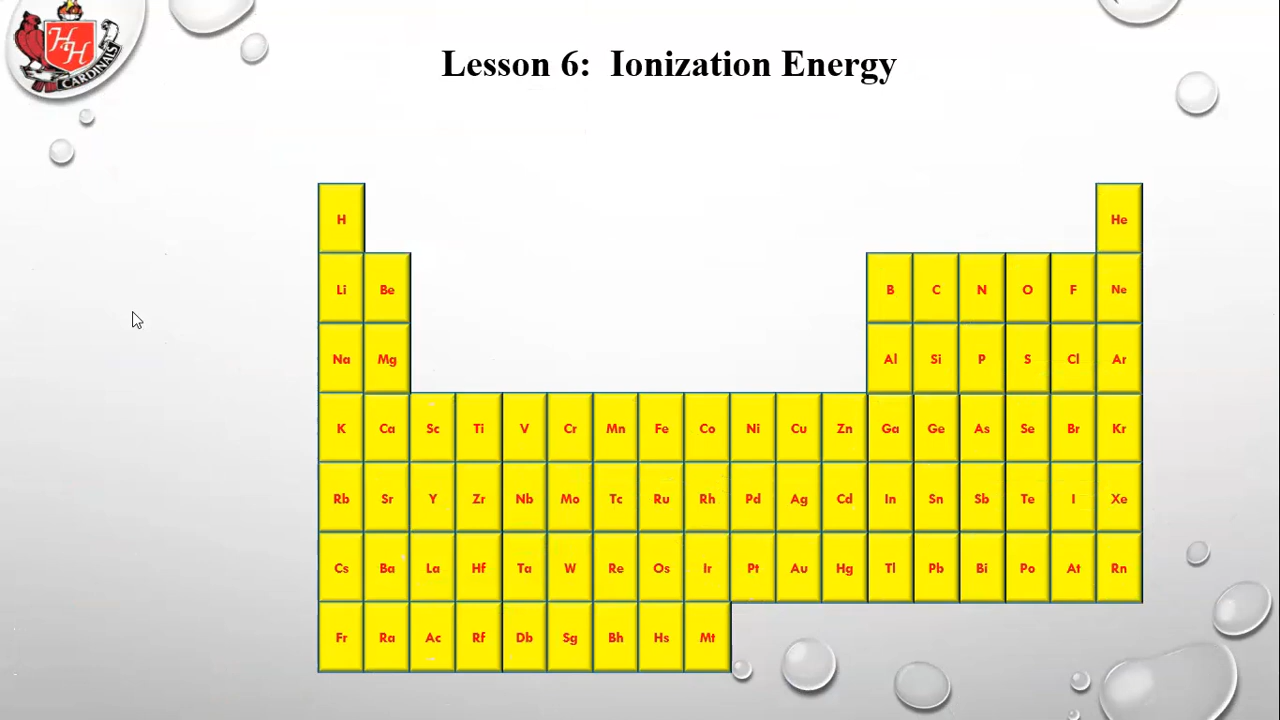 HH
CARDINALS
Lesson 6: Ionization Energy
H He
Li Be B C N O F Ne
Na Mg Al Si P S Cl Ar
K Ca Sc Ti V Cr Mn Fe Co Ni Cu Zn Ga Ge As Se Br Kr
Rb Sr Y Zr Nb Mo Tc Ru Rh Pd Ag Cd In Sn Sb Te I Xe
Cs Ba La Hf Ta W Re Os Ir Pt Au Hg Tl Pb Bi Po At Rn
Fr Ra Ac Rf Db Sg Bh Hs Mt